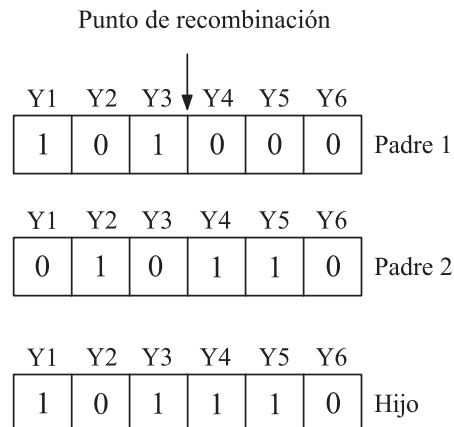 Punto de recombinación
Y1 Y2 Y3 Y4 Y5 Y6
1 0 1 0 0 0 Padre 1
Y1 Y2 Y3 Y4 Y5 Y6
0 1 0 1 1 0 Padre 2
Y1 Y2 Y3 Y4 Y5 Y6
1 0 1 1 1 0 Hijo